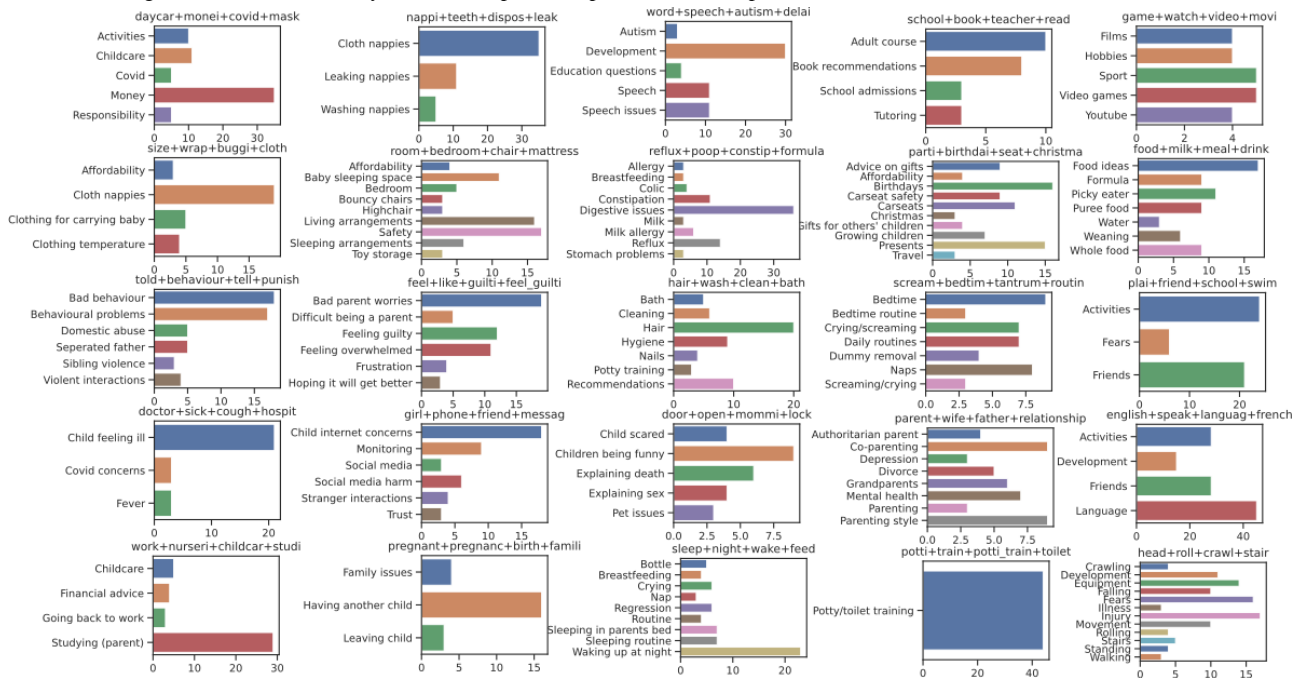 daycar+monei+covid+mask
Activities
Childcare
Covid
Money
Responsibility
0 10 20 30
nappi+teeth+dispos+leak
Cloth nappies
Leaking nappies
Washing nappies
0 10 20 30
word+speech+autism+delai
Autism
Development
Education questions
Speech
Speech issues
0 10 20 30
school+book+teacher+read
Adult course
Book recommendations
School admissions
Tutoring
0 5 10
game+watch+video+movi
Films
Hobbies
Sport
Video games
Youtube
0 2 4
size+wrap+buggi+cloth
Affordability
Cloth nappies
Clothing for carrying baby
Clothing temperature
0 5 10 15
room+bedroom+chair+mattress
Affordability
Baby sleeping space
Bedroom
Bouncy chairs
Highchair
Living arrangements
Safety
Sleeping arrangements
Toy storage
0 5 10 15
reflux+poop+constip+formula
Allergy
Breastfeeding
Colic
Constipation
Digestive issues
Milk
Milk allergy
Reflux
Stomach problems
0 10 20 30
parti+birthdai+seat+christma
Advice on gifts
Affordability
Birthdays
Carseat safety
Carseats
Christmas
Gifts for others' children
Growing children
Presents
Travel
0 5 10 15
food+milk+meal+drink
Food ideas
Formula
Picky eater
Puree food
Water
Weaning
Whole food
0 5 10 15
told+behaviour+tell+punish
Bad behaviour
Behavioural problems
Domestic abuse
Seperated father
Sibling violence
Violent interactions
0 5 10 15
feel+like+guilti+feel_guilti
Bad parent worries
Difficult being a parent
Feeling guilty
Feeling overwhelmed
Frustration
Hoping it will get better
0 5 10 15
hair+wash+clean+bath
Bath
Cleaning
Hair
Hygiene
Nails
Potty training
Recommendations
0 10 20
scream+bedtim+tantrum+routin
Bedtime
Bedtime routine
Crying/screaming
Daily routines
Dummy removal
Naps
Screaming/crying
0.0 2.5 5.0 7.5
plai+friend+school+swim
Activities
Fears
Friends
0 10 20
doctor+sick+cough+hospit
Child feeling ill
Covid concerns
Fever
0 10 20
girl+phone+friend+messag
Child internet concerns
Monitoring
Social media
Social media harm
Stranger interactions
Trust
0 5 10 15
door+open+mommi+lock
Child scared
Children being funny
Explaining death
Explaining sex
Pet issues
0.0 2.5 5.0 7.5
parent+wife+father+relationship
Authoritarian parent
Co-parenting
Depression
Divorce
Grandparents
Mental health
Parenting
Parenting style
0.0 2.5 5.0 7.5
english+speak+languag+french
Activities
Development
Friends
Language
0 20 40
work+nurseri+childcar+studi
Childcare
Financial advice
Going back to work
Studying (parent)
0 10 20 30
pregnant+pregnanc+birth+famili
Family issues
Having another child
Leaving child
0 5 10 15
sleep+night+wake+feed
Bottle
Breastfeeding
Crying
Nap
Regression
Routine
Sleeping in parents bed
Sleeping routine
Waking up at night
0 10 20
potti+train+potti_train+toilet
Potty/toilet training
0 20 40
head+roll+crawl+stair
Crawling
Development
Equipment
Falling
Fears
Illness
Injury
Movement
Rolling
Stairs
Standing
Walking
0 5 10 15